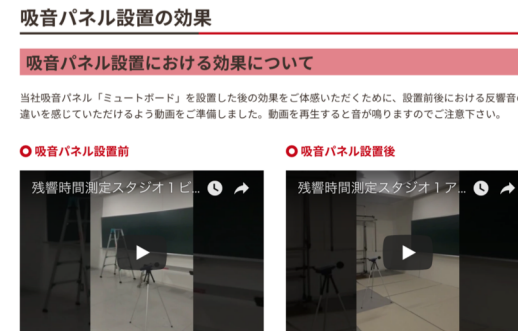 吸音パネル設置の効果
吸音パネル設置における効果について
当社吸音パネル「ミュートボード」を設置した後の効果をご体感いただくために、設置前後における反響音
違いを感じていただけるよう動画をご準備しました。動画を再生すると音が鳴りますのでご注意下さい。
吸音パネル設置前
吸音パネル設置後
残響時間測定スタジオ１ビ...
残響時間測定スタジオ１ア...